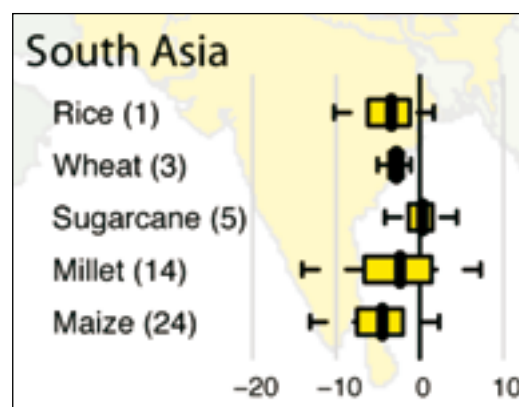 South Asia
Rice (1)
Wheat (3)
Sugarcane (5)
Millet (14)
Maize (24)
−20 −10 0 10